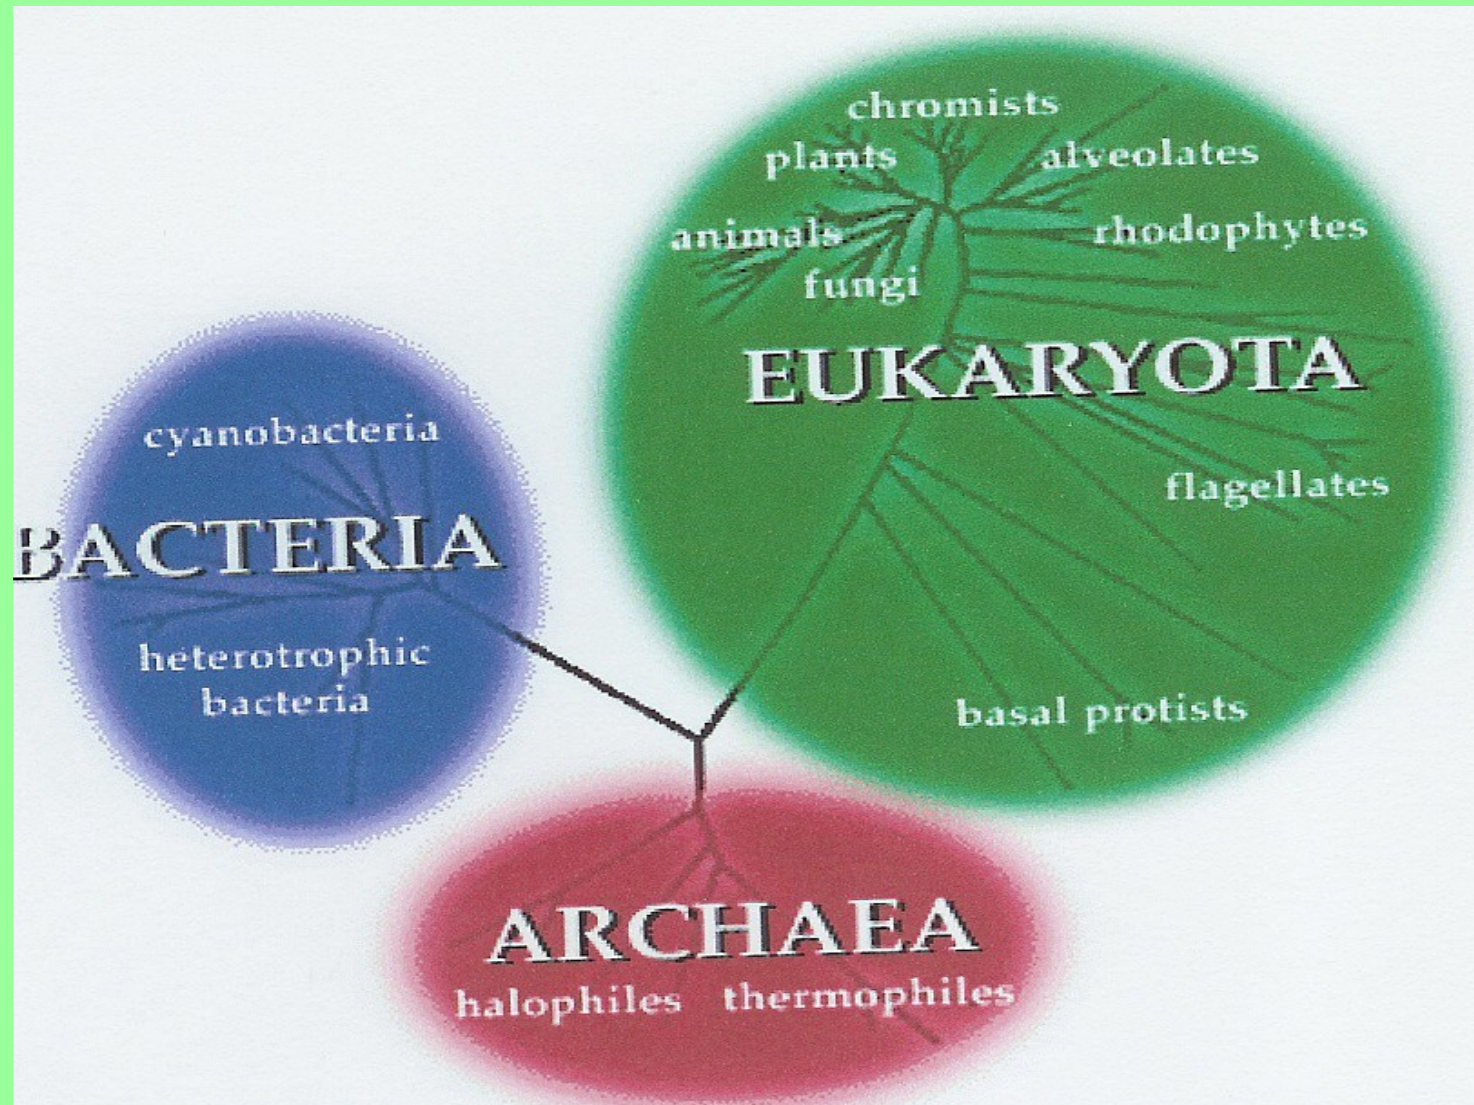 chromists
plants
alveolates
animals
rhodophytes
fungi
EUKARYOTA
flagellates
basal protists
cyanobacteria
BACTERIA
heterotrophic
bacteria
ARCHAEA
halophiles thermophiles